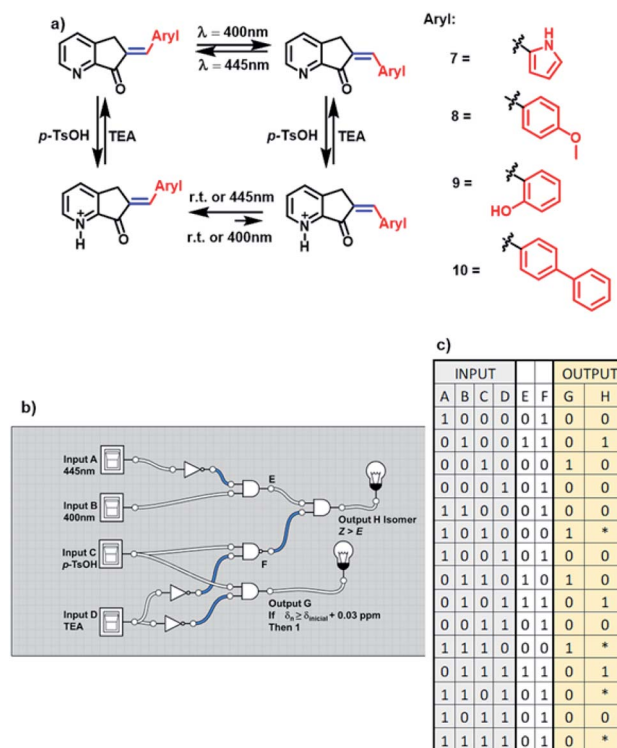 a)
Aryl
λ = 400nm
λ = 445nm
Aryl
N
O
N
O
p-TsOH
TEA
p-TsOH
TEA
Aryl
r.t. or 445nm
r.t. or 400nm
N
+
H
O
N
+
H
O
Aryl
Aryl:
7 =
H
N
8 =
O
9 =
HO
10 =
b)
Input A
445nm
Input B
400nm
Input C
p-TsOH
Input D
TEA
E
F
Output H Isomer
Z > E
Output G
If δn ≥ δinicial + 0.03 ppm
Then 1
c)
INPUT OUTPUT
A B C D E F G H
1 0 0 0 0 1 0 0
0 1 0 0 1 1 0 1
0 0 1 0 0 0 1 0
0 0 0 1 0 1 0 0
1 1 0 0 0 1 0 0
1 0 1 0 0 0 1 *
1 0 0 1 0 1 0 0
0 1 1 0 1 0 1 0
0 1 0 1 1 1 0 1
0 0 1 1 0 1 0 0
1 1 1 0 0 0 1 *
0 1 1 1 1 1 0 1
1 1 0 1 0 1 0 *
1 0 1 1 0 1 0 0
1 1 1 1 0 1 0 *